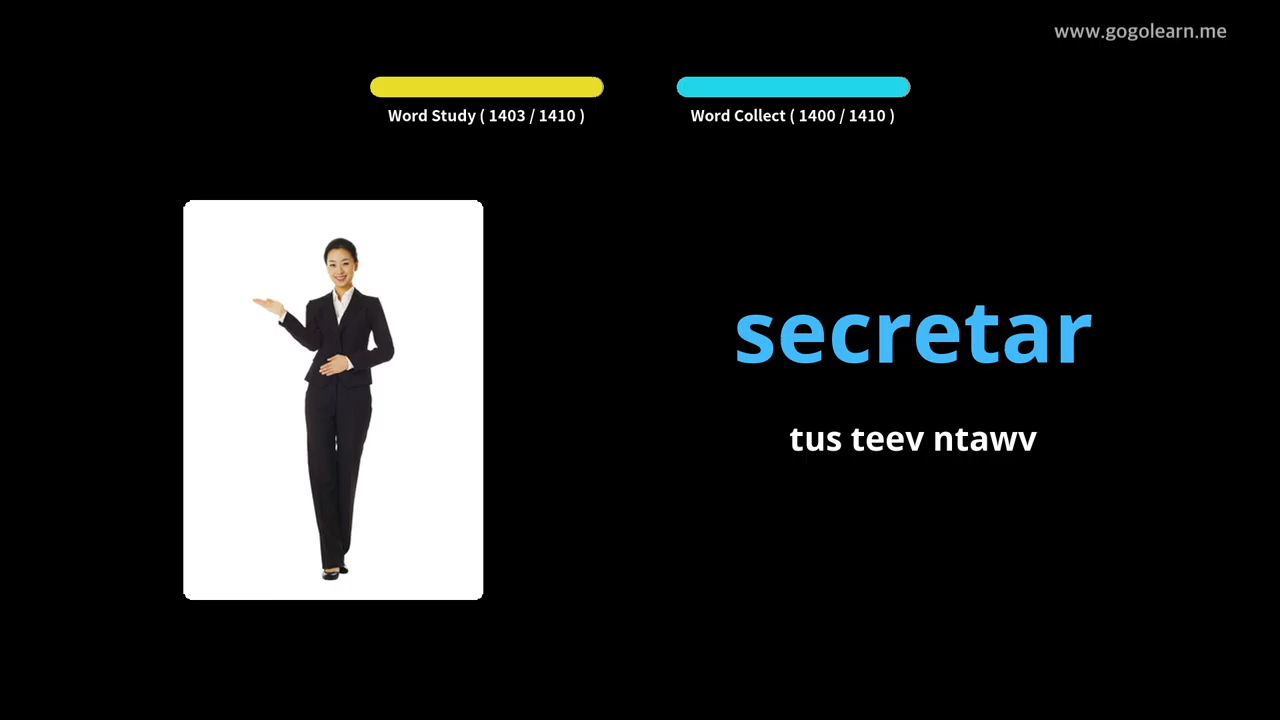 www.gogolearn.me
Word Study ( 1403 / 1410 )
Word Collect ( 1400 / 1410 )
secretar
tus teev ntawv